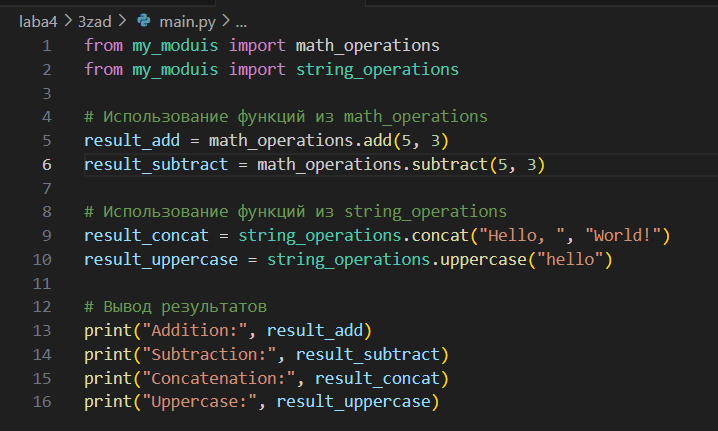 laba4 > 3zad > main.py > ...
1 from my_moduis import math_operations
2 from my_moduis import string_operations
3
4 # Использование функций из math_operations
5 result_add = math_operations.add(5, 3)
6 result_subtract = math_operations.subtract(5, 3)
7
8 # Использование функций из string_operations
9 result_concat = string_operations.concat("Hello, ", "World!")
10 result_uppercase = string_operations.uppercase("hello")
11
12 # Вывод результатов
13 print("Addition:", result_add)
14 print("Subtraction:", result_subtract)
15 print("Concatenation:", result_concat)
16 print("Uppercase:", result_uppercase)